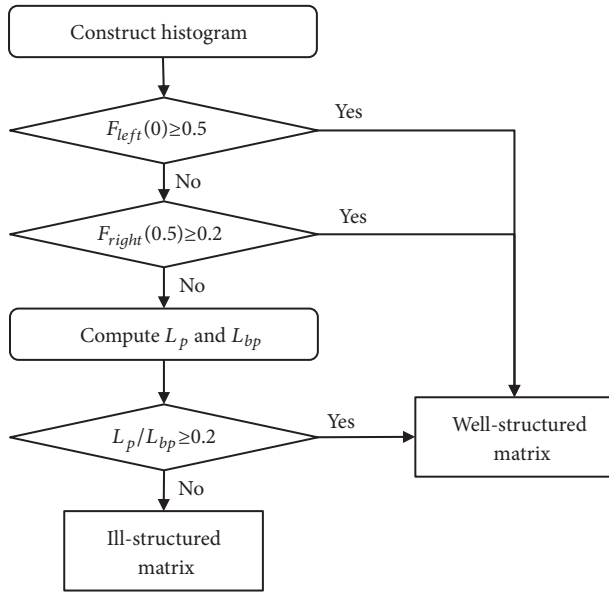 Construct histogram
F_left(0)≥0.5
Yes
No
F_right(0.5)≥0.2
Yes
No
Compute L_p and L_bp
L_p/L_bp≥0.2
Yes
Well-structured
matrix
No
Ill-structured
matrix